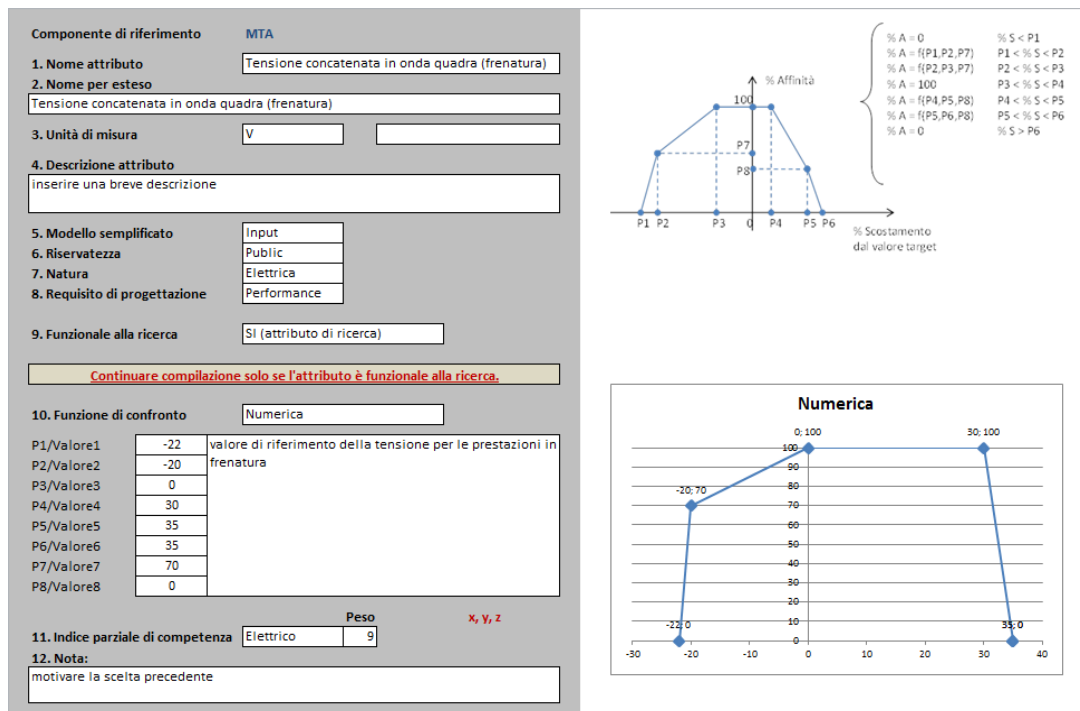 Componente di riferimento MTA
1. Nome attributo Tensione concatenata in onda quadra (frenatura)
2. Nome per esteso
Tensione concatenata in onda quadra (frenatura)
3. Unità di misura V
4. Descrizione attributo
inserire una breve descrizione
5. Modello semplificato Input
6. Riservatezza Public
7. Natura Elettrica
8. Requisito di progettazione Performance
9. Funzionale alla ricerca SI (attributo di ricerca)
Continuare compilazione solo se l'attributo è funzionale alla ricerca.
10. Funzione di confronto Numerica
P1/Valore1 -22 valore di riferimento della tensione per le prestazioni in
P2/Valore2 -20 frenatura
P3/Valore3 0
P4/Valore4 30
P5/Valore5 35
P6/Valore6 35
P7/Valore7 70
P8/Valore8 0
Peso x, y, z
11. Indice parziale di competenza Elettrico 9
12. Nota:
motivare la scelta precedente
% A = 0 % S < P1
% A = f(P1,P2,P7) P1 < % S < P2
% A = f(P2,P3,P7) P2 < % S < P3
% A = 100 P3 < % S < P4
% A = f(P4,P5,P8) P4 < % S < P5
% A = f(P5,P6,P8) P5 < % S < P6
% A = 0 % S > P6
% Affinità
100
P7
P8
P1 P2 P3 0 P4 P5 P6
% Scostamento
dal valore target
Numerica
0; 100 30; 100
100
90
80
-20; 70
70
60
50
40
30
20
10
-22; 0 0 35; 0
-30 -20 -10 0 10 20 30 40